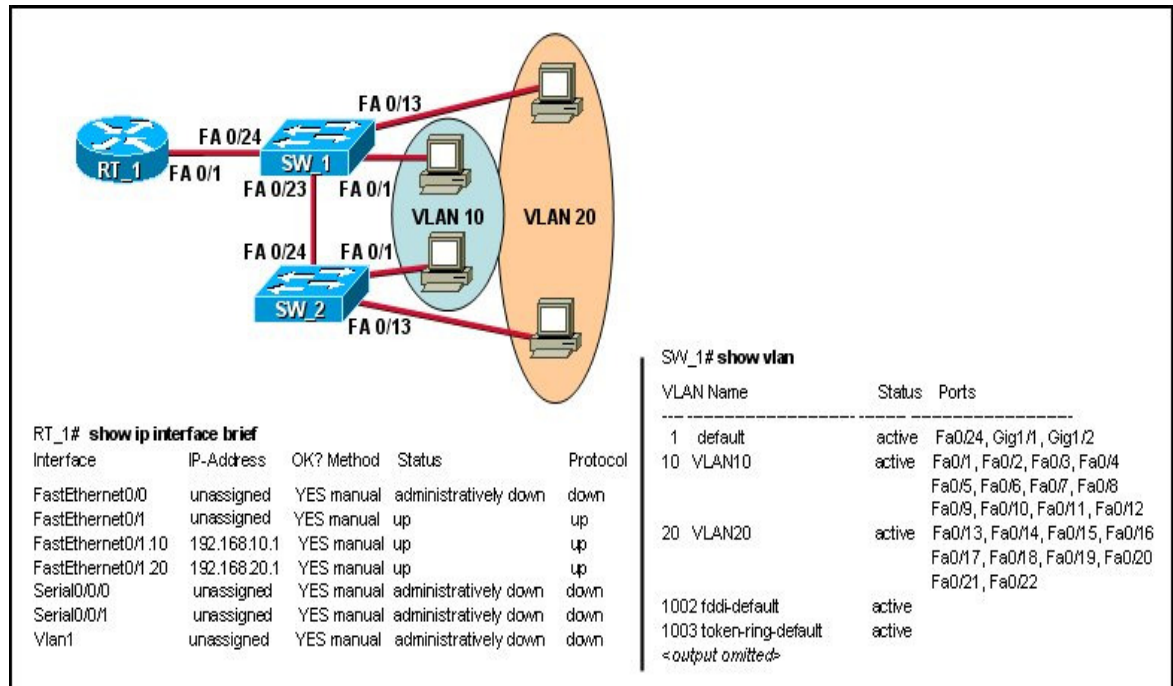 FA 0/13
FA 0/24
RT_1
FA 0/1
SW_1
FA 0/23
FA 0/1
VLAN 10
VLAN 20
FA 0/24
FA 0/1
SW_2
FA 0/13
RT_1# show ip interface brief
Interface IP-Address OK? Method Status Protocol
FastEthernet0/0 unassigned YES manual administratively down down
FastEthernet0/1 unassigned YES manual up up
FastEthernet0/1.10 192.168.10.1 YES manual up up
FastEthernet0/1.20 192.168.20.1 YES manual up up
Serial0/0/0 unassigned YES manual administratively down down
Serial0/0/1 unassigned YES manual administratively down down
Vlan1 unassigned YES manual administratively down down
SW_1# show vlan
VLAN Name Status Ports
---- -------------------------------- --------- -------------------------------
1 default active Fa0/24, Gig1/1, Gig1/2
10 VLAN10 active Fa0/1, Fa0/2, Fa0/3, Fa0/4
Fa0/5, Fa0/6, Fa0/7, Fa0/8
Fa0/9, Fa0/10, Fa0/11, Fa0/12
20 VLAN20 active Fa0/13, Fa0/14, Fa0/15, Fa0/16
Fa0/17, Fa0/18, Fa0/19, Fa0/20
Fa0/21, Fa0/22
1002 fddi-default active
1003 token-ring-default active
<output omitted>